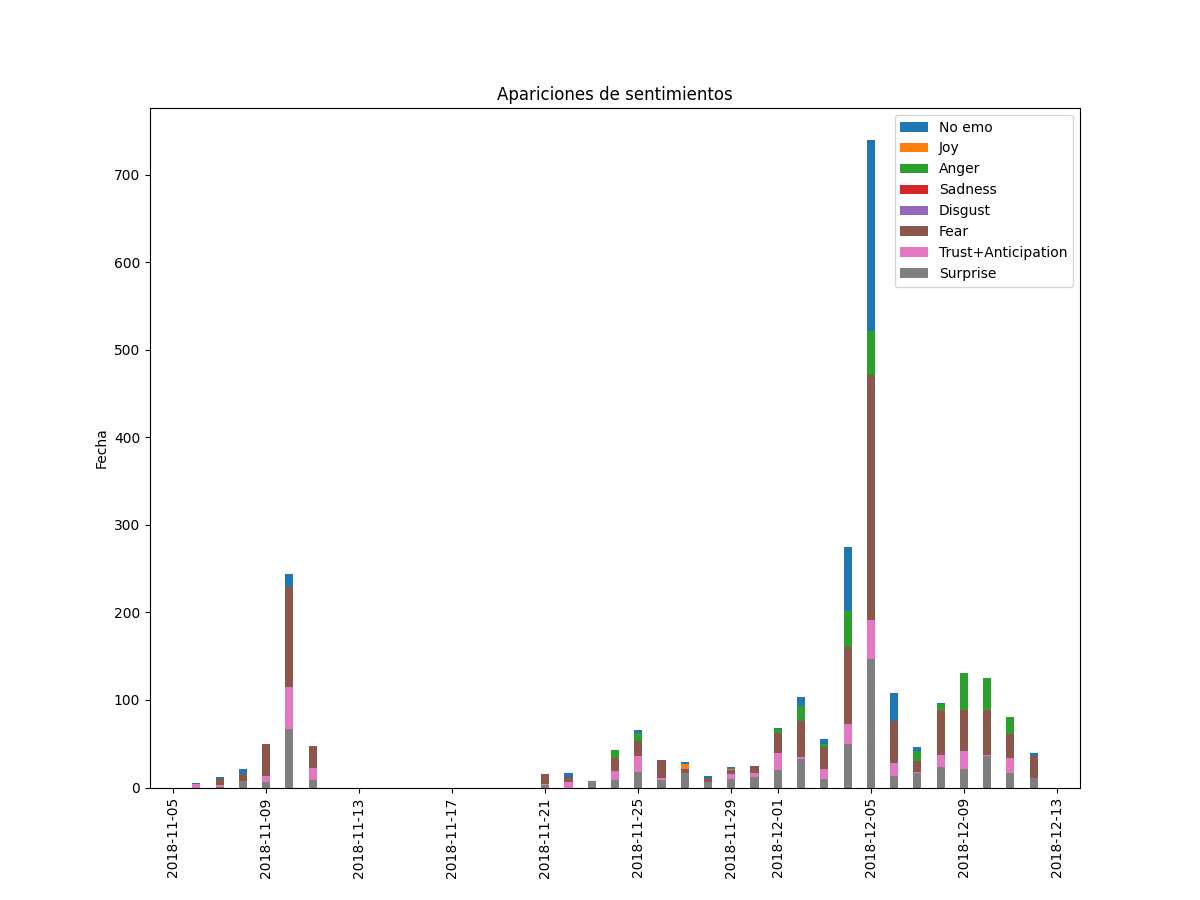 Apariciones de sentimientos
No emo
Joy
Anger
Sadness
Disgust
Fear
Trust+Anticipation
Surprise
Fecha
700
600
500
400
300
200
100
0
2018-11-05
2018-11-09
2018-11-13
2018-11-17
2018-11-21
2018-11-25
2018-11-29
2018-12-01
2018-12-05
2018-12-09
2018-12-13